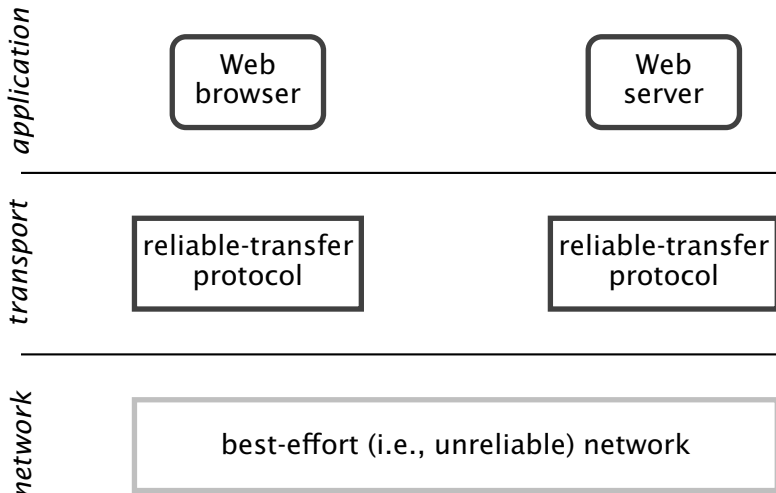 application
Web
browser
Web
server
transport
reliable-transfer
protocol
reliable-transfer
protocol
network
best-effort (i.e., unreliable) network